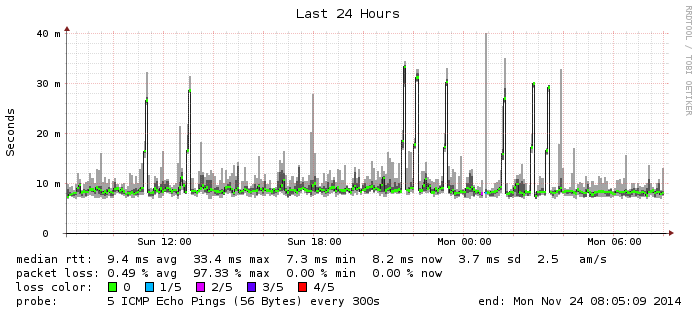 Last 24 Hours
RRDTOOL / TOBI OETIKER
Seconds
40 m
30 m
20 m
10 m
0
Sun 12:00 Sun 18:00 Mon 00:00 Mon 06:00
median rtt: 9.4 ms avg 33.4 ms max 7.3 ms min 8.2 ms now 3.7 ms sd 2.5 am/s
packet loss: 0.49 % avg 97.33 % max 0.00 % min 0.00 % now
loss color: 0 1/5 2/5 3/5 4/5
probe: 5 ICMP Echo Pings (56 Bytes) every 300s end: Mon Nov 24 08:05:09 2014